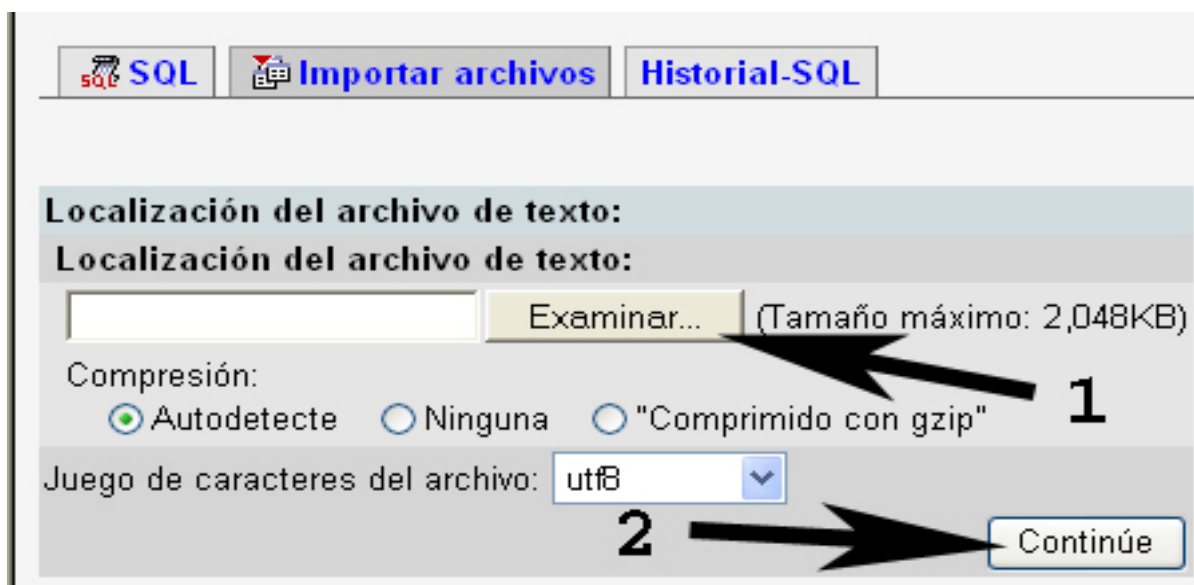 SQL Importar archivos Historial-SQL
Localización del archivo de texto:
Localización del archivo de texto:
Examinar... (Tamaño máximo: 2,048KB)
Compresión:
1
Autodetecte Ninguna "Comprimido con gzip"
Juego de caracteres del archivo: utf8
2
Continúe